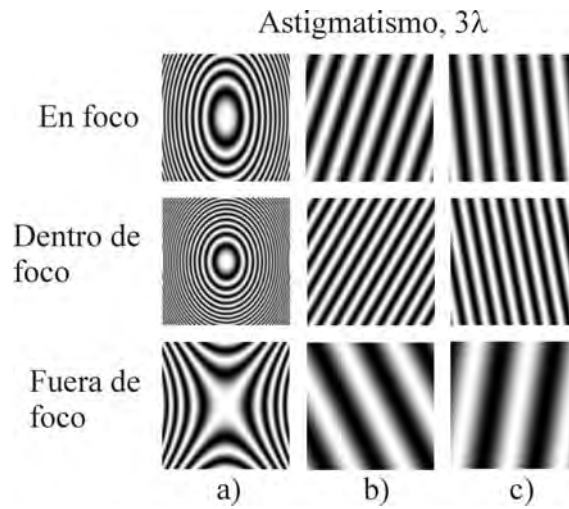 Astigmatismo, 3λ
En foco
Dentro de
foco
Fuera de
foco
a)
b)
c)